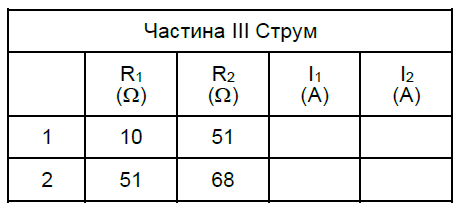 Частина III Струм
R1 (Ω) R2 (Ω) I1 (A) I2 (A)
1 10 51
2 51 68